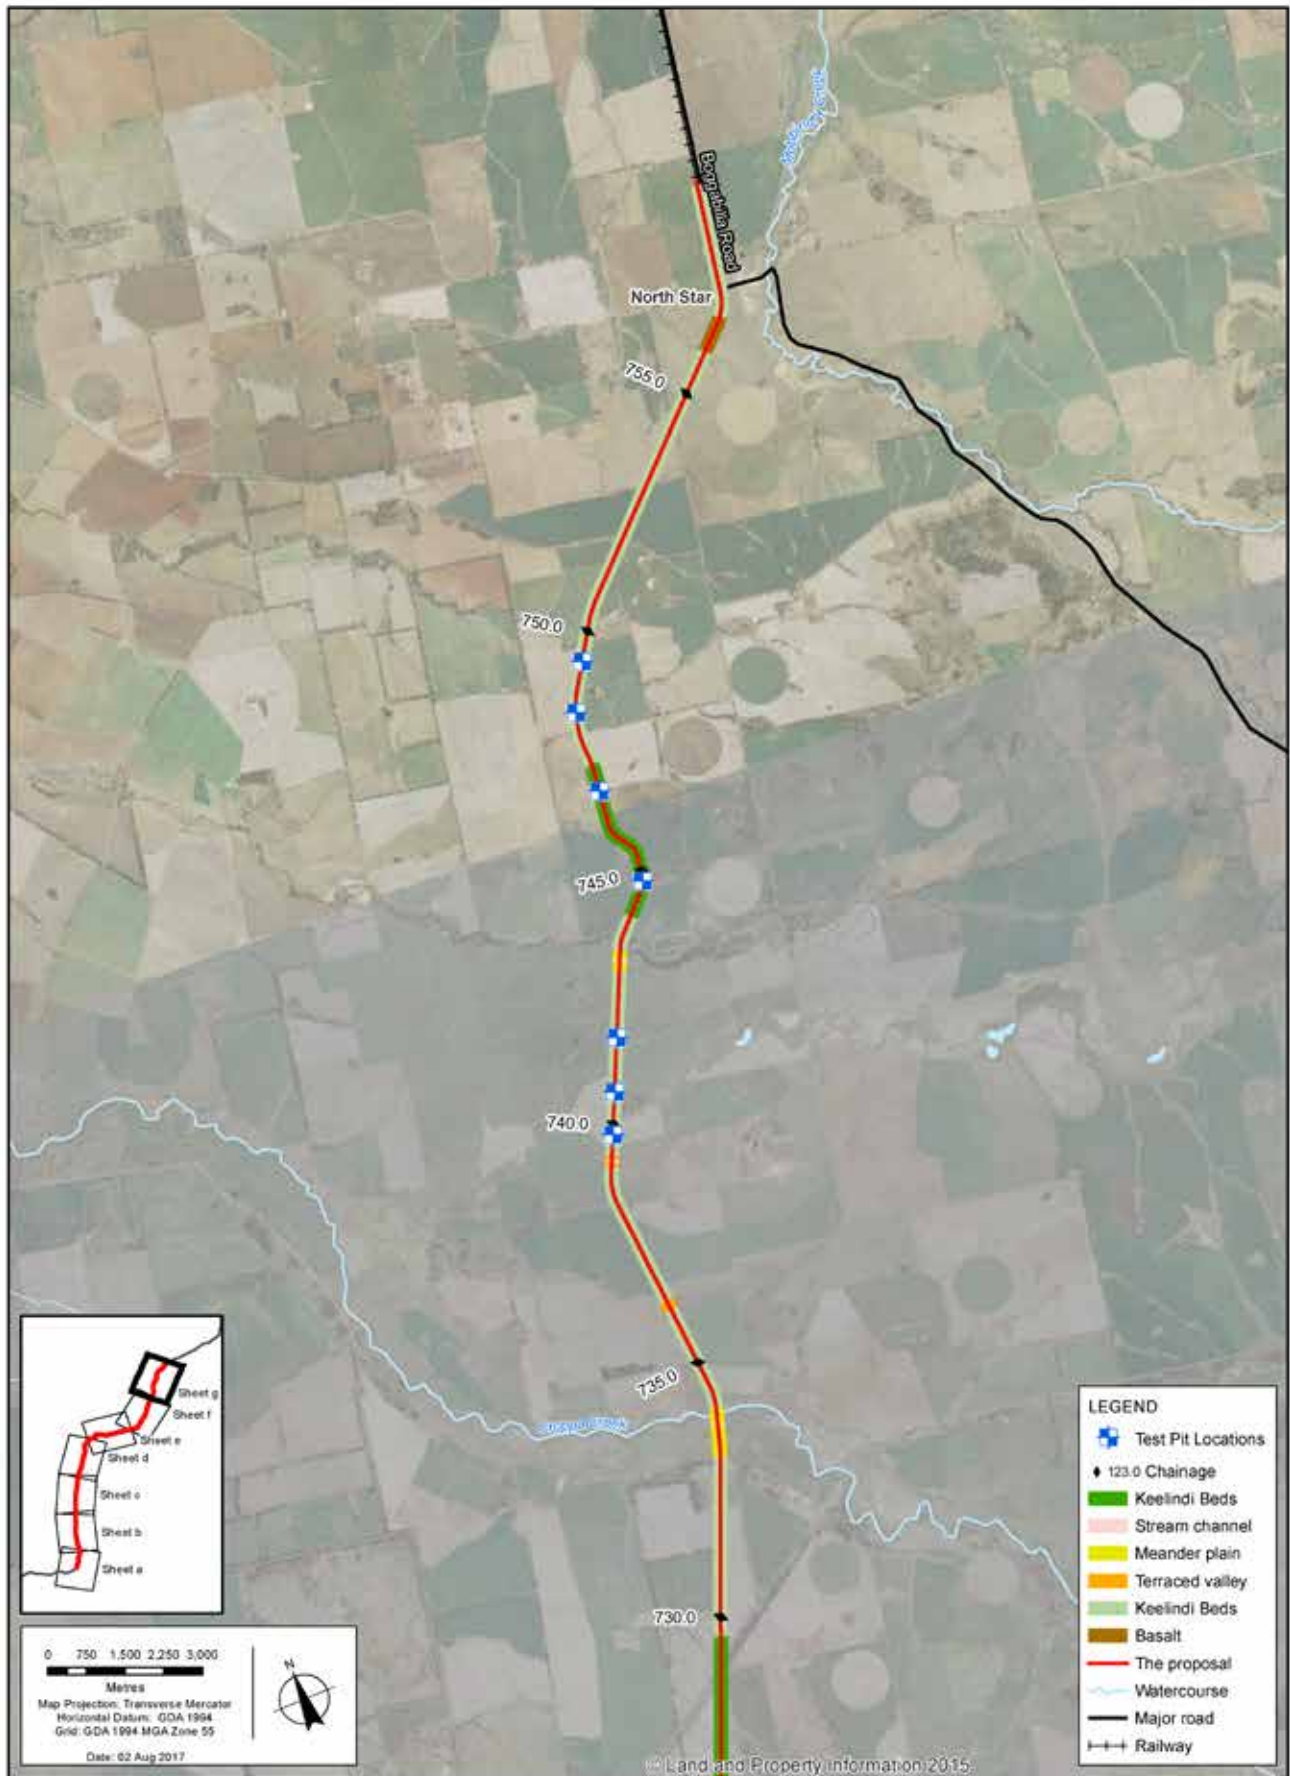 Boggabilla Road
North Star
755.0
750.0
745.0
740.0
735.0
730.0
Sheet g
Sheet f
Sheet e
Sheet d
Sheet c
Sheet b
Sheet a
0 750 1,500 2,250 3,000
Metres
Map Projection: Transverse Mercator
Horizontal Datum: GDA 1994
Grid: GDA 1994 MGA Zone 55
Date: 02 Aug 2017
N
LEGEND
Test Pit Locations
123.0 Chainage
Keelindi Beds
Stream channel
Meander plain
Terraced valley
Keelindi Beds
Basalt
The proposal
Watercourse
Major road
Railway
© Land and Property Information 2015